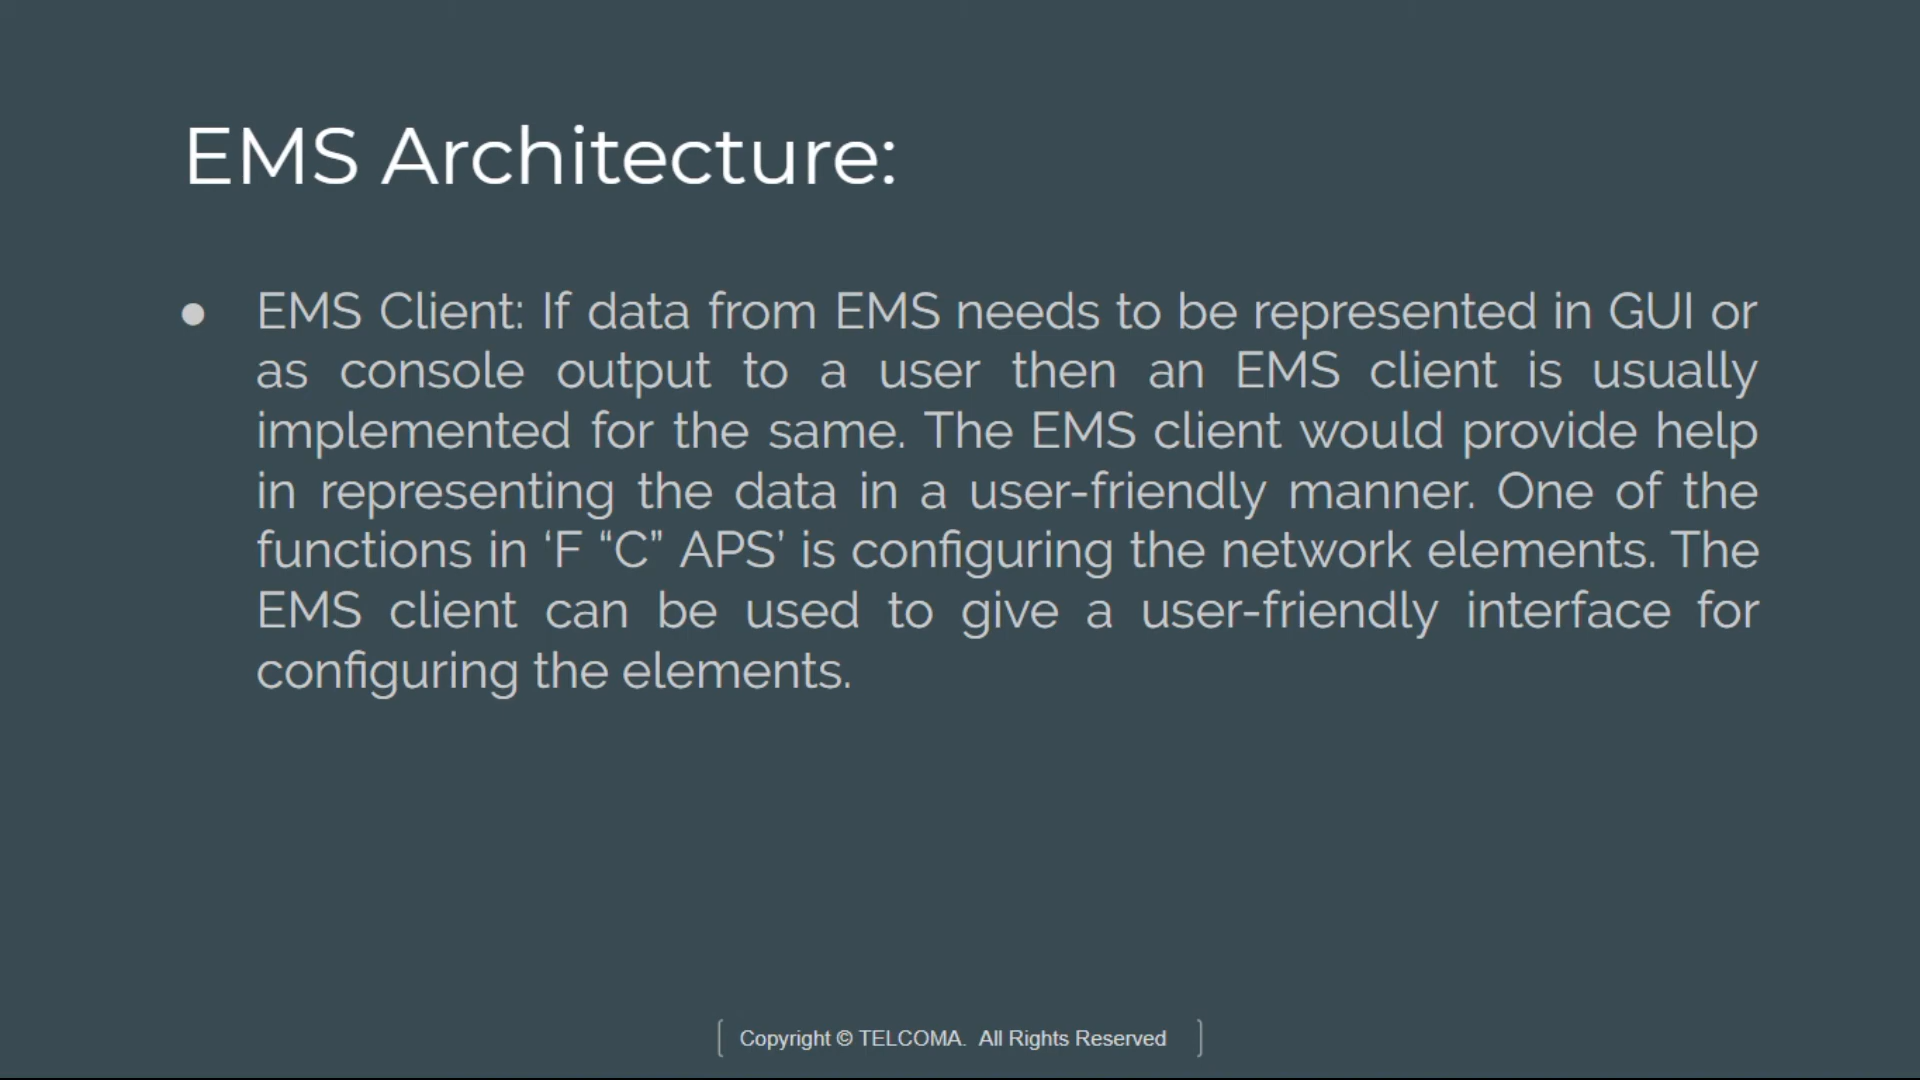 EMS Architecture:
● EMS Client: If data from EMS needs to be represented in GUI or
as console output to a user then an EMS client is usually
implemented for the same. The EMS client would provide help
in representing the data in a user-friendly manner. One of the
functions in ‘F “C” APS’ is configuring the network elements. The
EMS client can be used to give a user-friendly interface for
configuring the elements.
[ Copyright © TELCOMA. All Rights Reserved ]